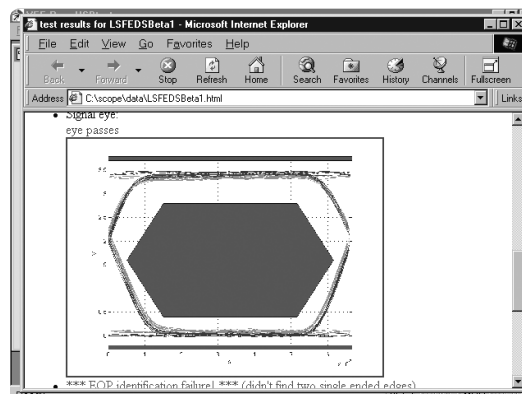 test results for LSFEDSBeta1 - Microsoft Internet Explorer
File Edit View Go Favorites Help
Back Forward Stop Refresh Home Search Favorites History Channels Fullscreen
Address C:\scope\data\LSFEDSBeta1.html Links
• Signal eye:
eye passes
• *** EOP identification failure! *** (didn't find two single ended edges)